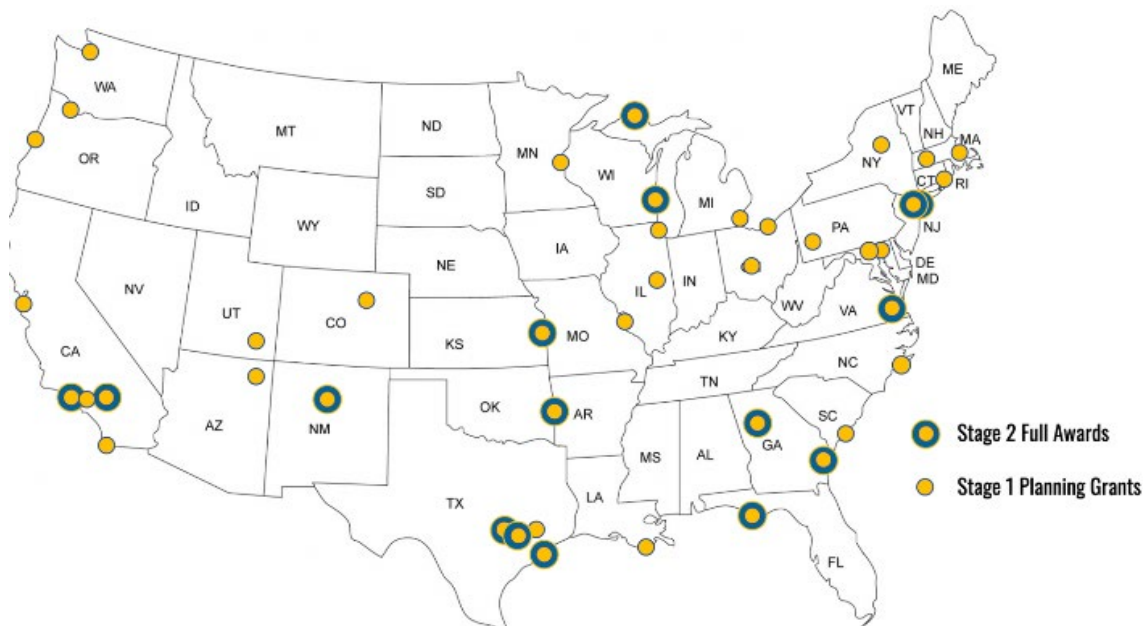 ME
WA
VT
MT
ND
NH
MA
MN
OR
NY
WI
SD
CT
RI
ID
MI
WY
PA
NJ
IA
NE
DE
MD
NV
IL
IN
UT
WV
VA
CO
CA
KS
MO
KY
NC
TN
OK
AR
SC
AZ
NM
GA
Stage 2 Full Awards
MS
AL
Stage 1 Planning Grants
LA
TX
FL